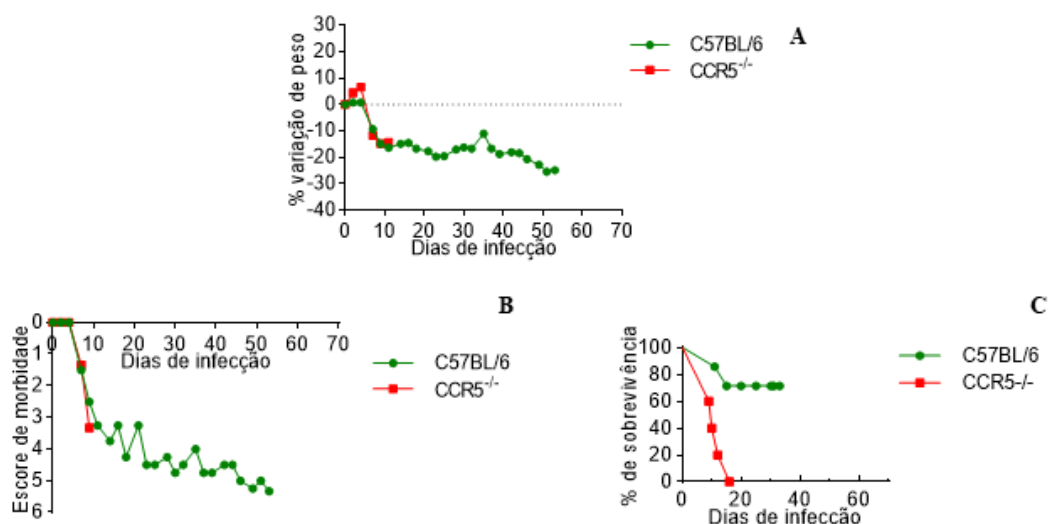 A
% variação de peso
30
20
10
0
-10
-20
-30
-40
0 10 20 30 40 50 60 70
Dias de infecção
C57BL/6
CCR5-/-
B
Escore de morbidade
0
1
2
3
4
5
6
0 10 20 30 40 50 60 70
Dias de infecção
C57BL/6
CCR5-/-
C
% de sobrevivência
100
80
60
40
20
0
0 20 40 60
Dias de infecção
C57BL/6
CCR5-/-